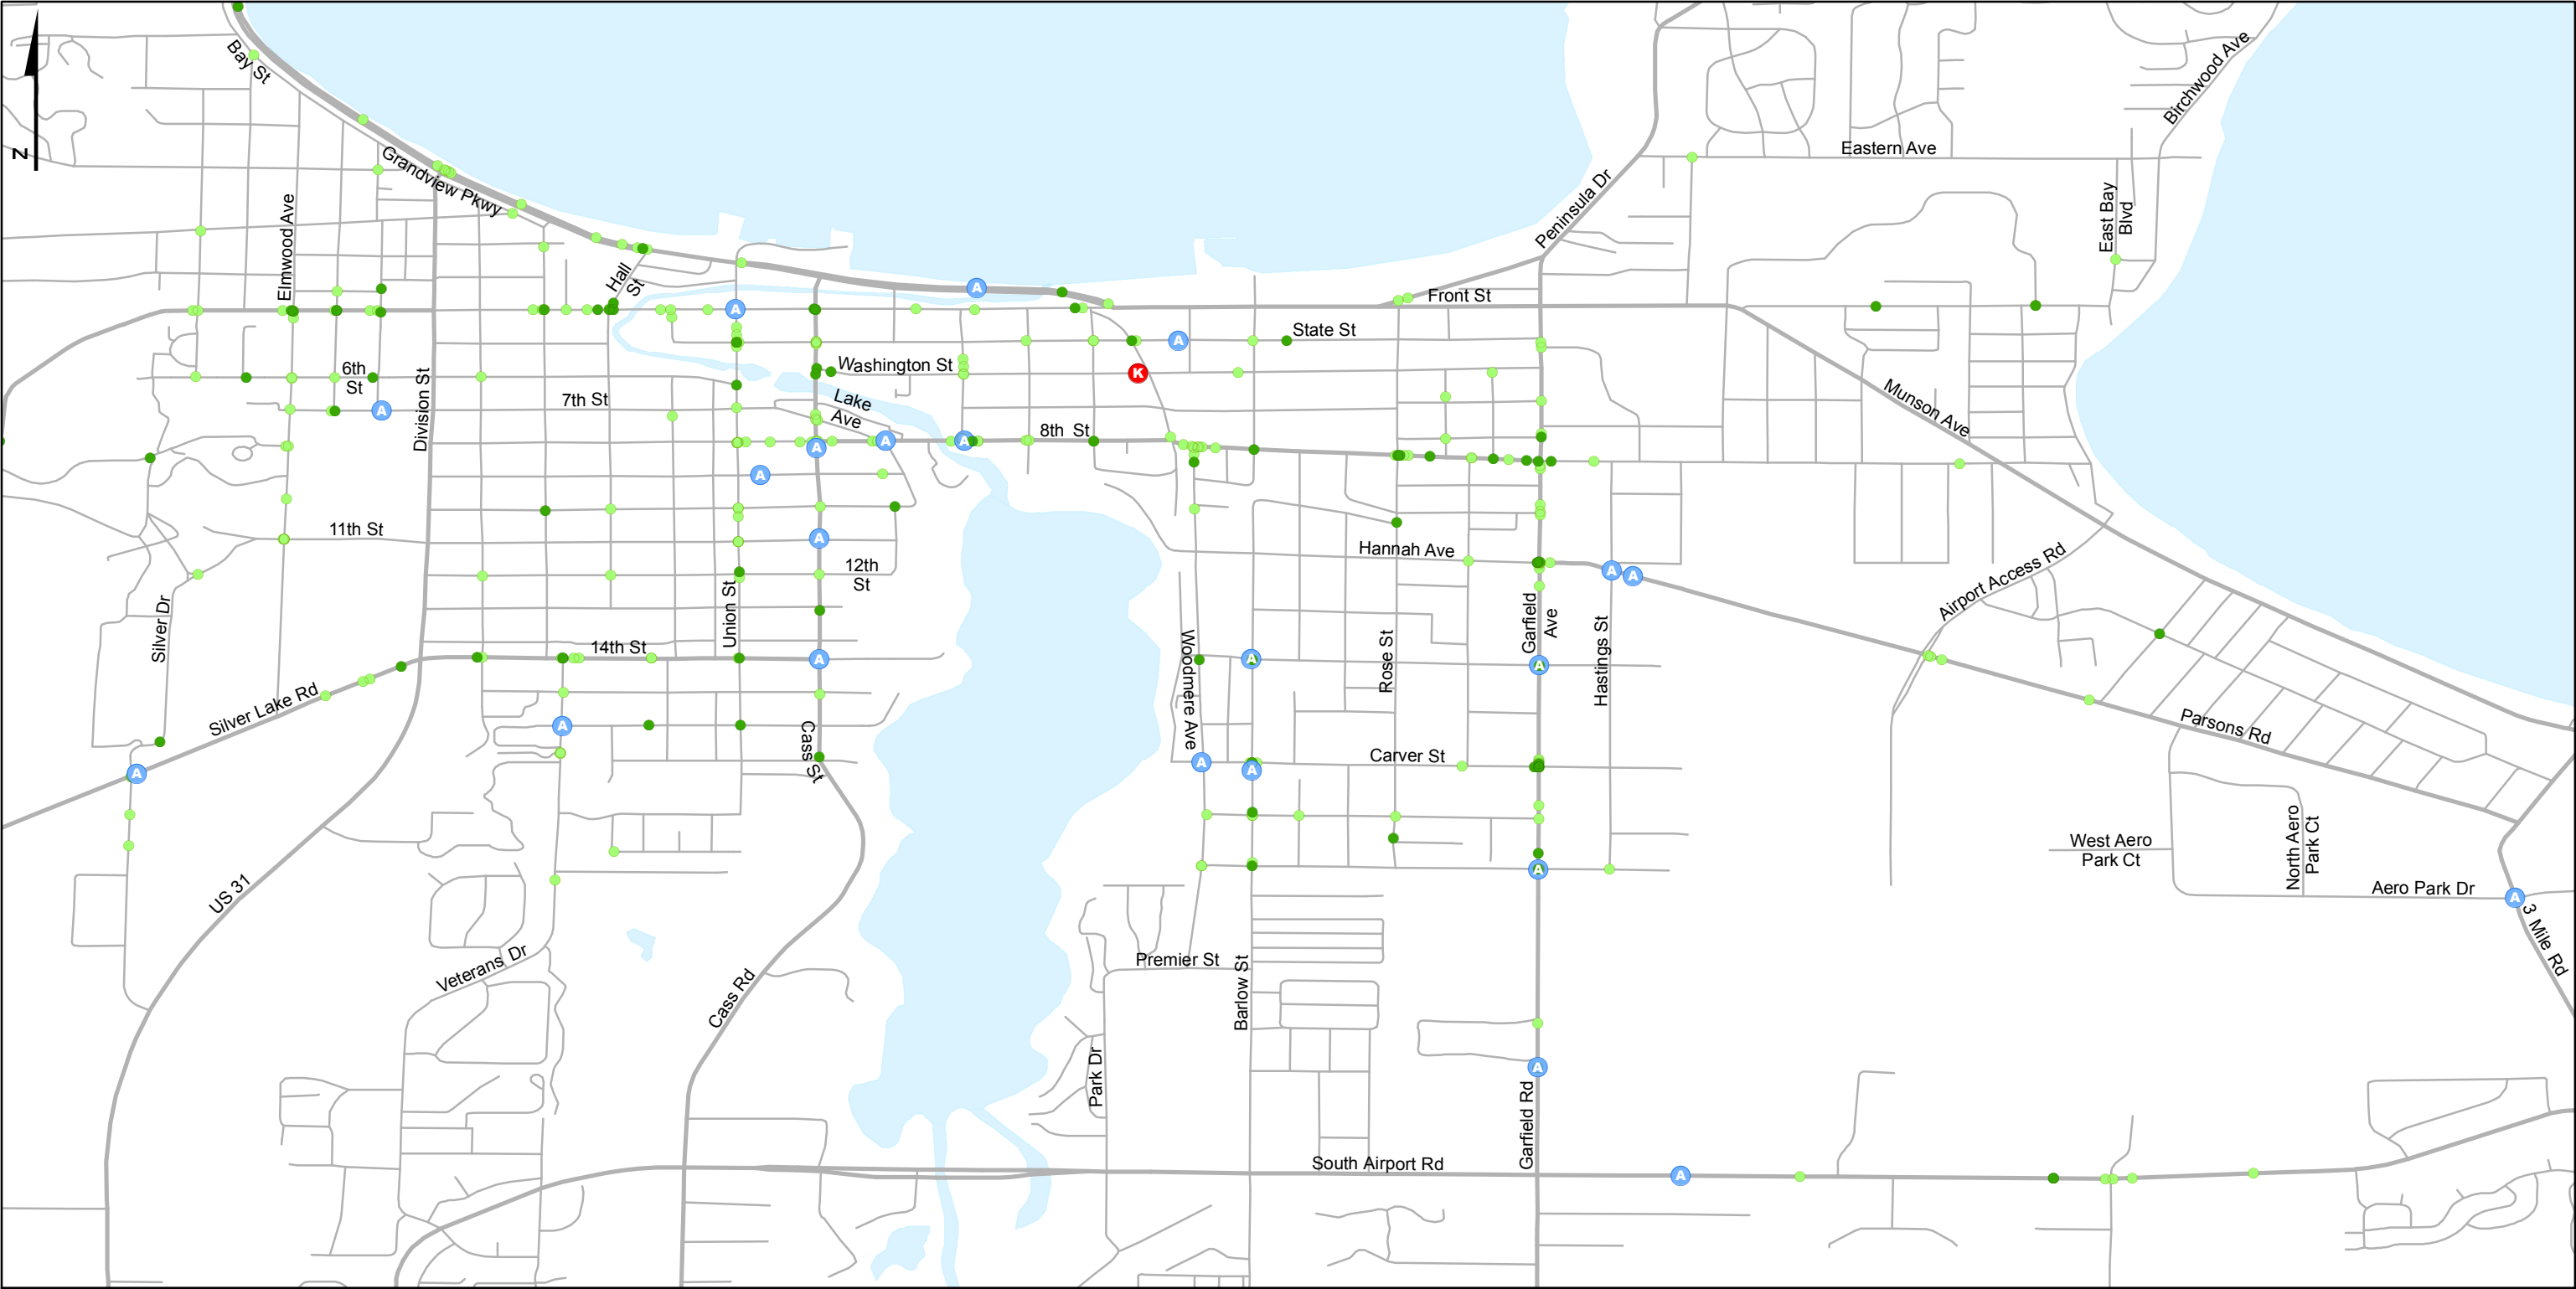 Bay St
Birchwood Ave
N
Grandview Pkwy
Eastern Ave
Elmwood Ave
Peninsula Dr
East Bay
Blvd
Hall
St
A
Front St
A
State St
A
Washington St
K
6th
St
Division St
7th St
Lake
Ave
A
Munson Ave
8th St
A
A
A
A
11th St
A
Hannah Ave
12th
St
A
A
Airport Access Rd
Silver Dr
Union St
Garfield
Ave
Hastings St
14th St
A
Woodmere Ave
A
Rose St
A
Silver Lake Rd
Cass St
A
Parsons Rd
Carver St
A
A
A
West Aero
Park Ct
North Aero
Park Ct
A
US 31
Aero Park Dr
A
3 Mile Rd
Veterans Dr
Premier St
Cass Rd
Barlow St
Park Dr
A
Garfield Rd
South Airport Rd
A